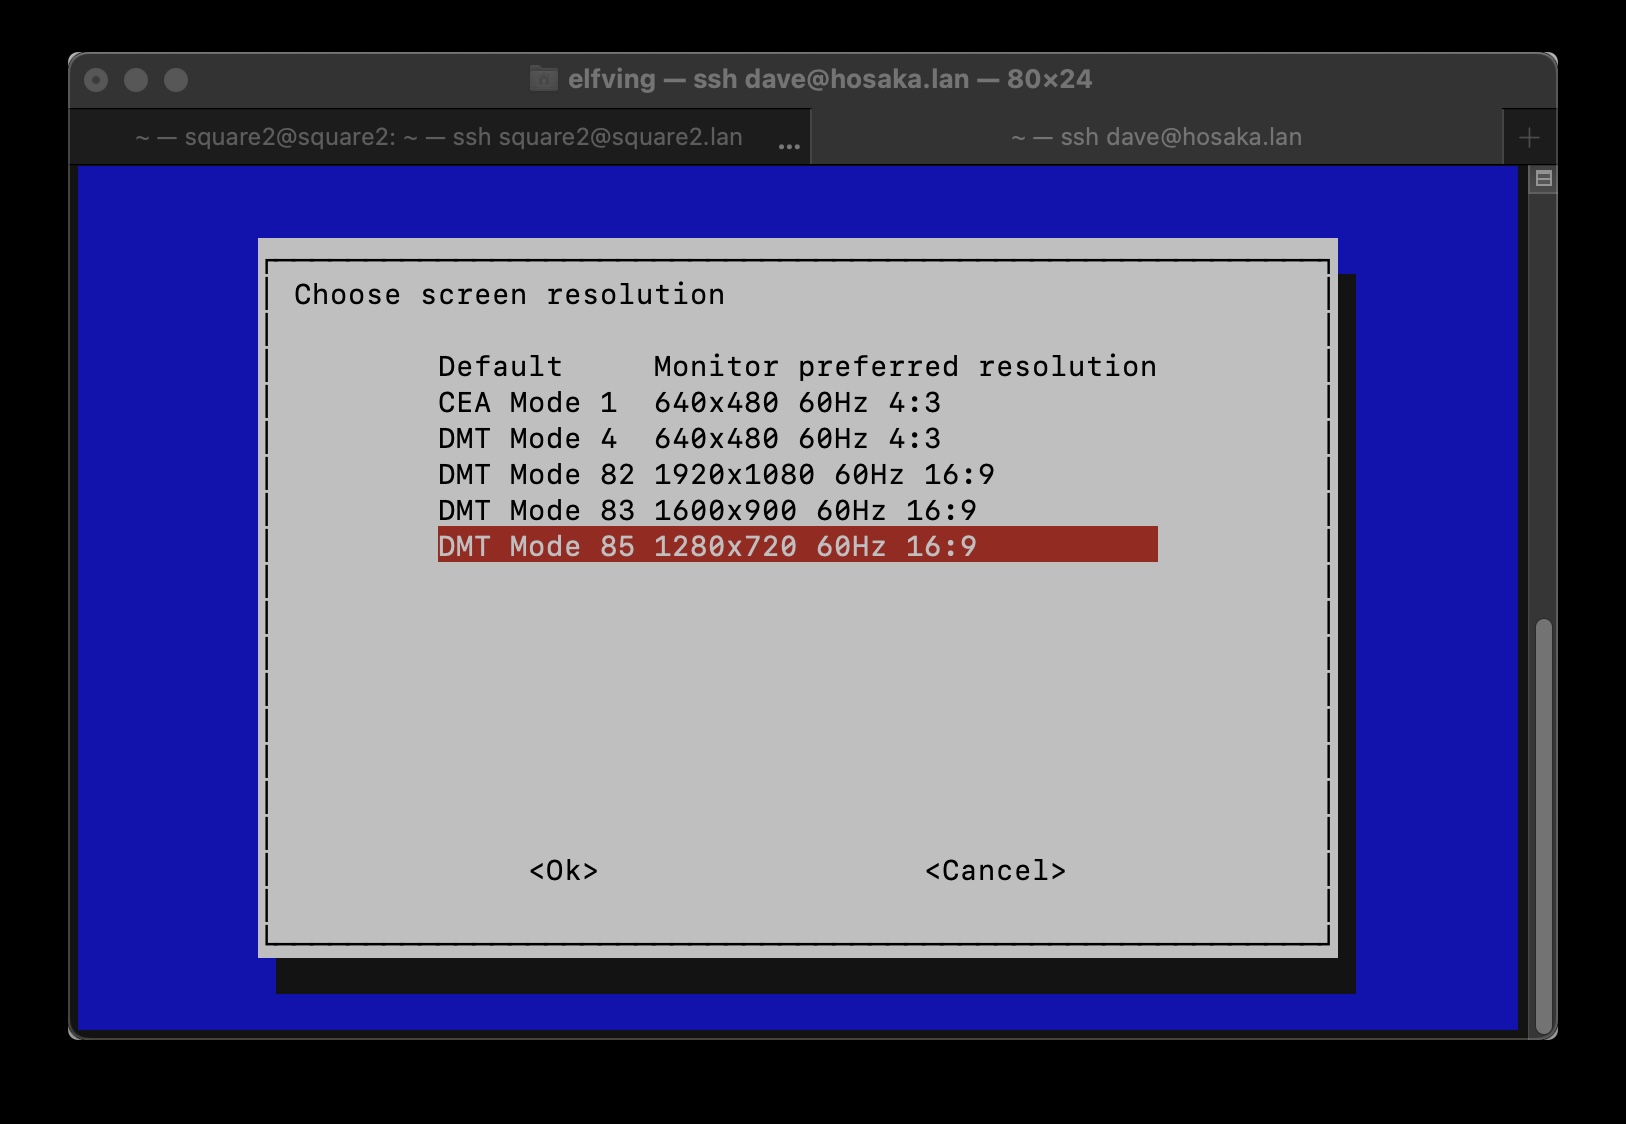 elfving — ssh dave@hosaka.lan — 80×24
~ — square2@square2: ~ — ssh square2@square2.lan ...
~ — ssh dave@hosaka.lan
Choose screen resolution
Default     Monitor preferred resolution
CEA Mode 1  640x480 60Hz 4:3
DMT Mode 4  640x480 60Hz 4:3
DMT Mode 82 1920x1080 60Hz 16:9
DMT Mode 83 1600x900 60Hz 16:9
DMT Mode 85 1280x720 60Hz 16:9
<Ok>                  <Cancel>